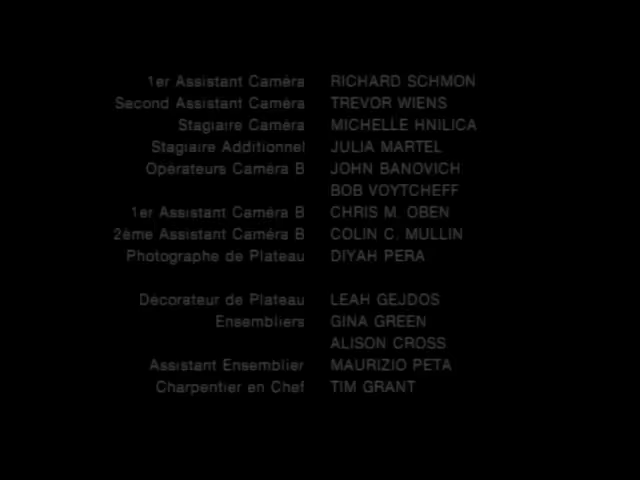 1er Assistant Caméra RICHARD SCHMON
Second Assistant Caméra TREVOR WIENS
Stagiaire Caméra MICHELLE HNILICA
Stagiaire Additionnel JULIA MARTEL
Opérateurs Caméra B JOHN BANOVICH
BOB VOYTCHEFF
1er Assistant Caméra B CHRIS M. OBEN
2ème Assistant Caméra B COLIN C. MULLIN
Photographe de Plateau DIYAH PERA
Décorateur de Plateau LEAH GEJDOS
Ensembliers GINA GREEN
ALISON CROSS
Assistant Ensemblier MAURIZIO PETA
Charpentier en Chef TIM GRANT